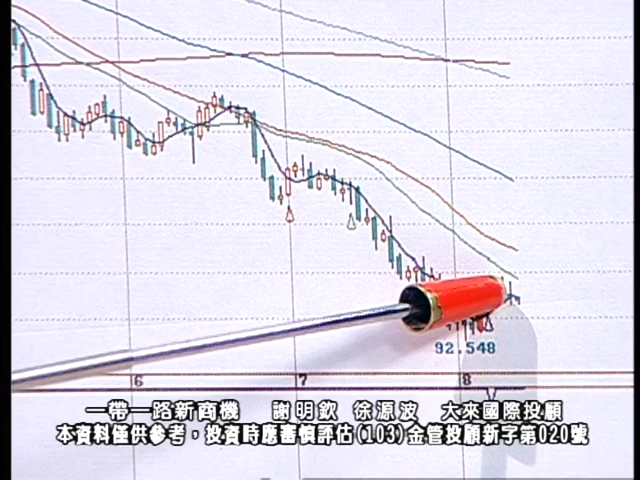 92.548
6 7 8
一帶一路新商機 謝明欽 徐源波 大來國際投顧
本資料僅供參考，投資時應審慎評估(103)金管投顧新字第020號